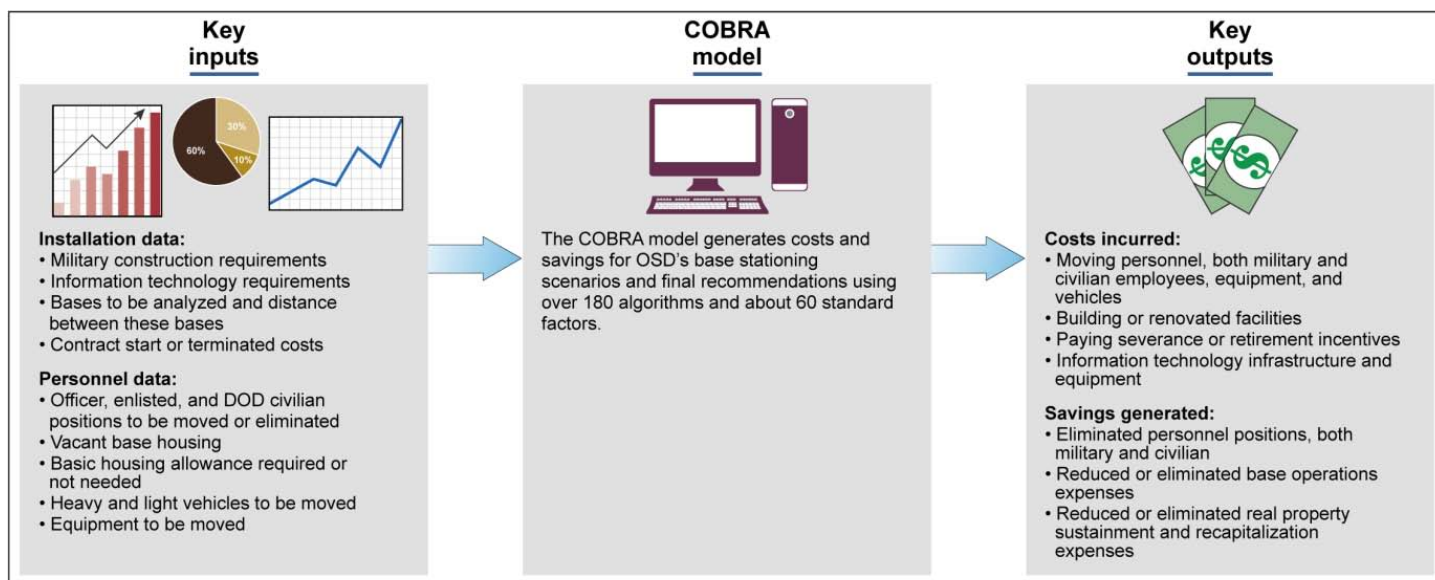 Key
inputs
60%
30%
10%
Installation data:
• Military construction requirements
• Information technology requirements
• Bases to be analyzed and distance
between these bases
• Contract start or terminated costs
Personnel data:
• Officer, enlisted, and DOD civilian
positions to be moved or eliminated
• Vacant base housing
• Basic housing allowance required or
not needed
• Heavy and light vehicles to be moved
• Equipment to be moved
COBRA
model
The COBRA model generates costs and
savings for OSD's base stationing
scenarios and final recommendations using
over 180 algorithms and about 60 standard
factors.
Key
outputs
$
$
$
Costs incurred:
• Moving personnel, both military and
civilian employees, equipment, and
vehicles
• Building or renovated facilities
• Paying severance or retirement incentives
• Information technology infrastructure and
equipment
Savings generated:
• Eliminated personnel positions, both
military and civilian
• Reduced or eliminated base operations
expenses
• Reduced or eliminated real property
sustainment and recapitalization
expenses